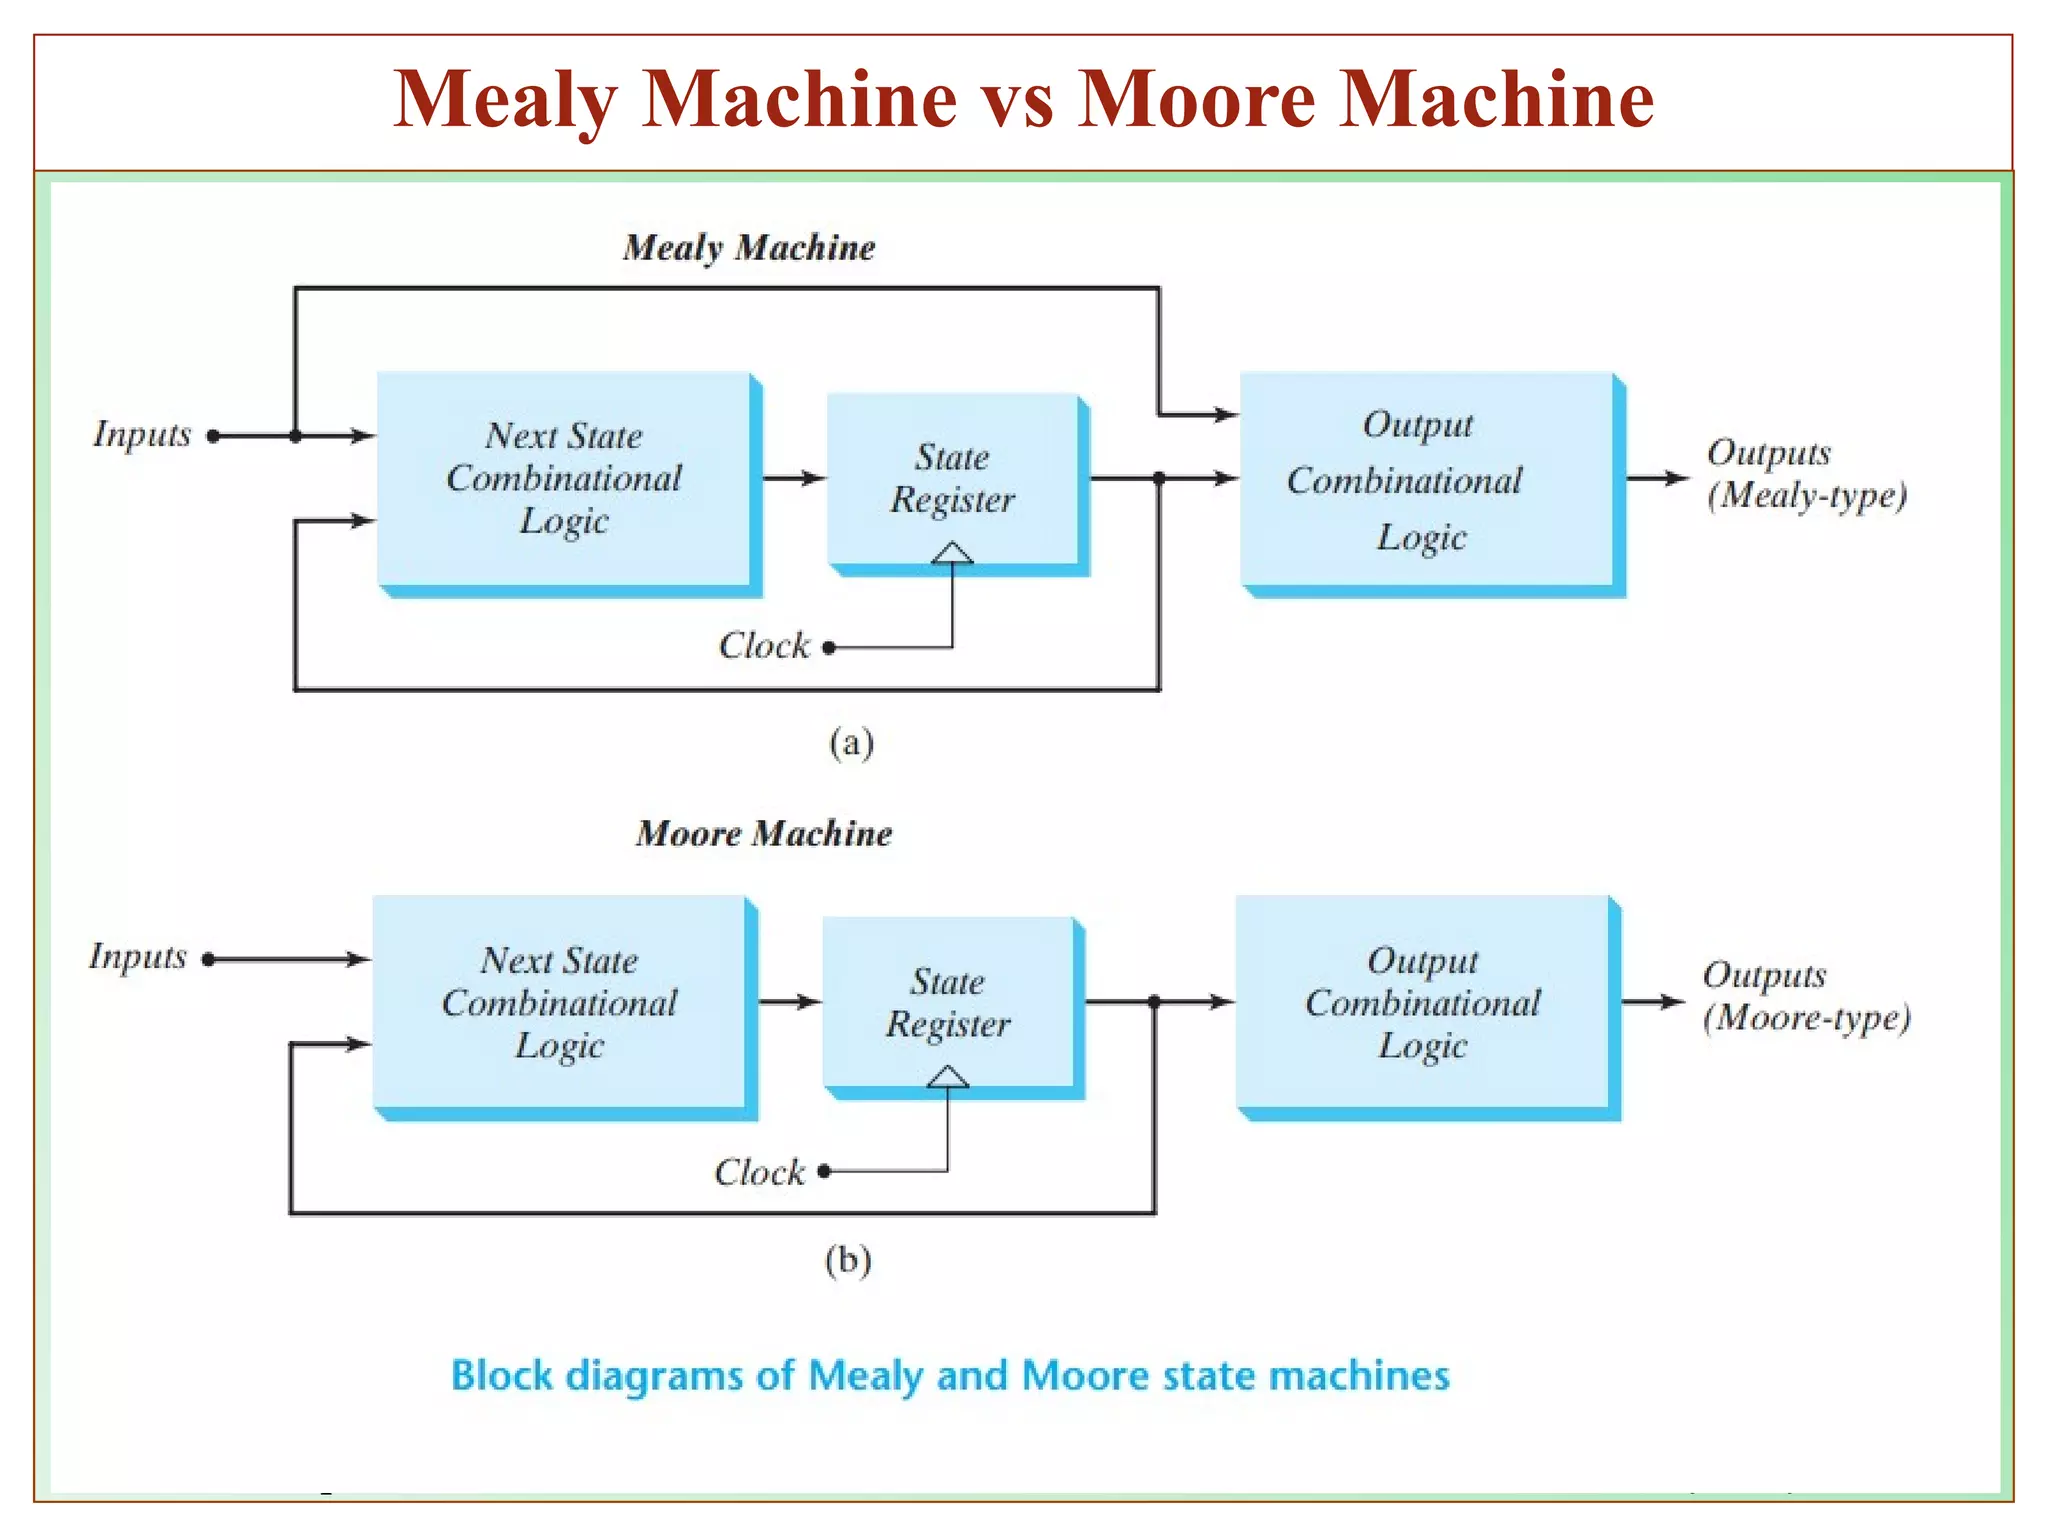 Mealy Machine vs Moore Machine
Mealy Machine
Inputs
Next State
Combinational
Logic
State
Register
Clock
Output
Combinational
Logic
Outputs
(Mealy-type)
(a)
Moore Machine
Inputs
Next State
Combinational
Logic
State
Register
Clock
Output
Combinational
Logic
Outputs
(Moore-type)
(b)
Block diagrams of Mealy and Moore state machines